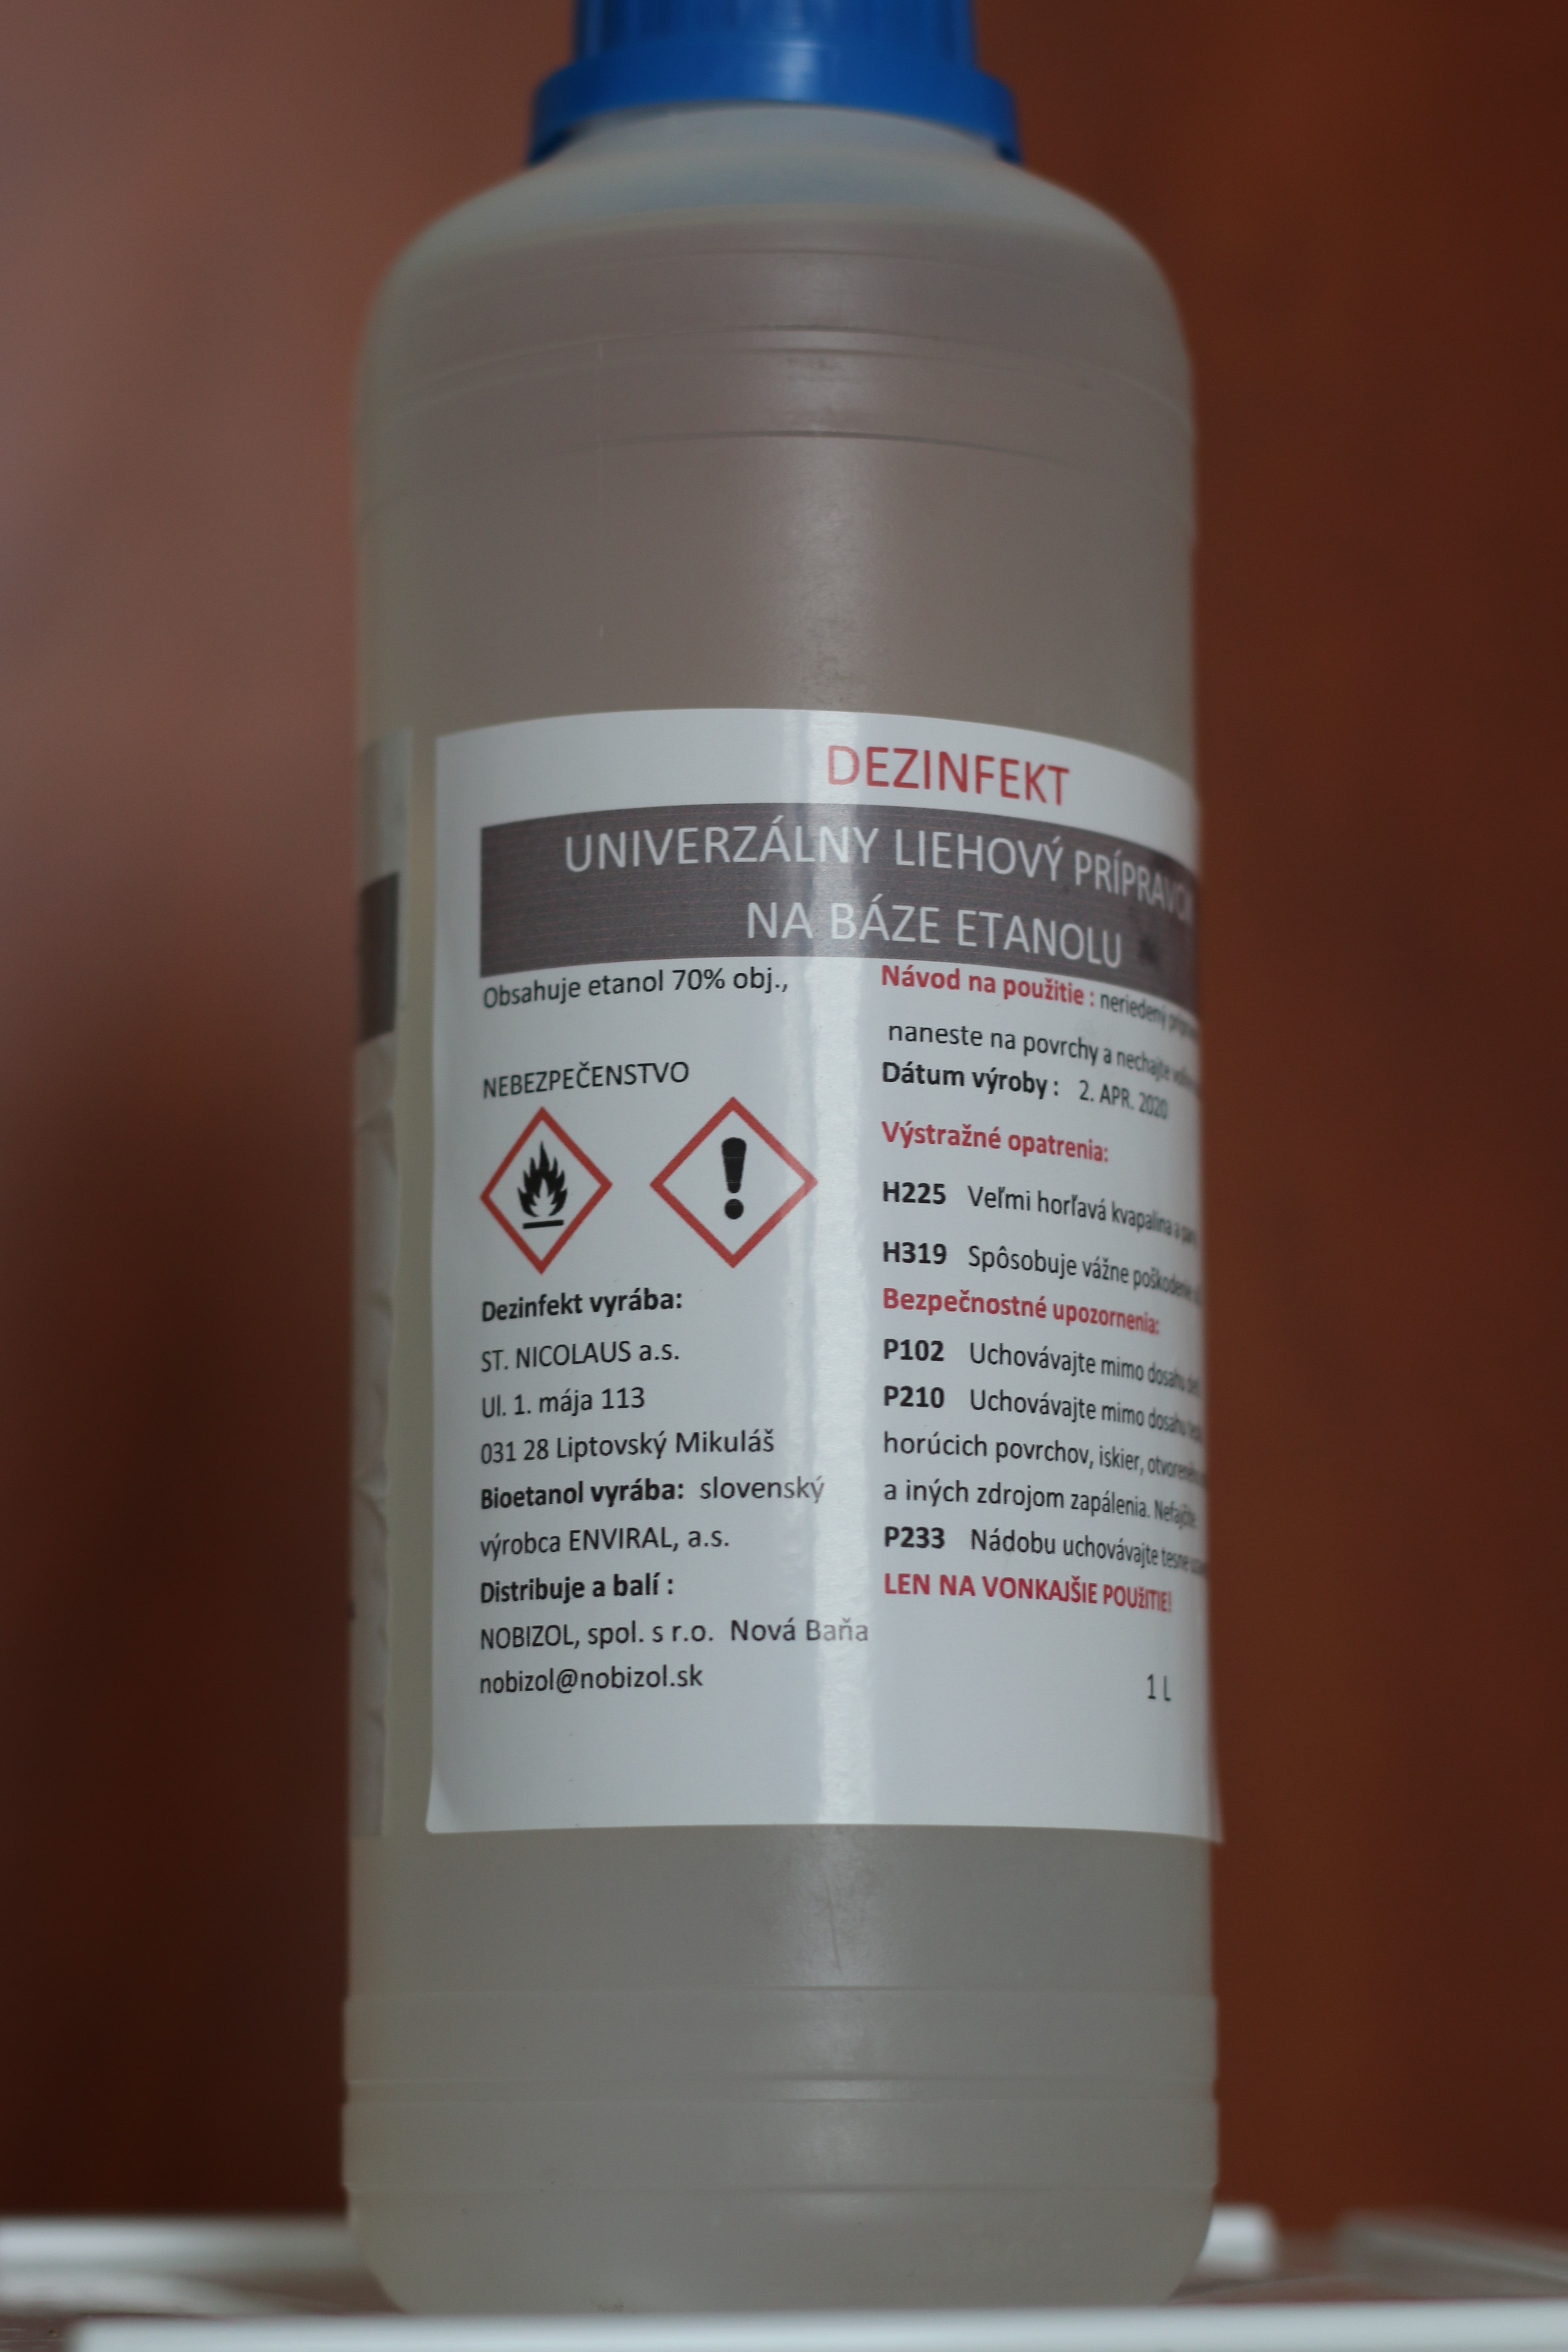 DEZINFEKT
UNIVERZÁLNY LIEHOVÝ PRÍPRAVOK
NA BÁZE ETANOLU
Obsahuje etanol 70% obj.,
NEBEZPEČENSTVO
Dezinfekt vyrába:
ST. NICOLAUS a.s.
Ul. 1. mája 113
031 28 Liptovský Mikuláš
Bioetanol vyrába: slovenský
výrobca ENVIRAL, a.s.
Distribuje a balí :
NOBIZOL, spol. s r.o. Nová Baňa
nobizol@nobizol.sk
Návod na použitie : neriedený
naneste na povrchy a nechajte
Dátum výroby : 2. APR. 2020
Výstražné opatrenia:
H225 Veľmi horľavá kvapalina a
H319 Spôsobuje vážne poškodenie
Bezpečnostné upozornenia:
P102 Uchovávajte mimo dosahu
P210 Uchovávajte mimo dosahu
horúcich povrchov, iskier,
a iných zdrojom zapálenia. Nefajčite.
P233 Nádobu uchovávajte tesne
LEN NA VONKAJŠIE POUžITIE!
1 L